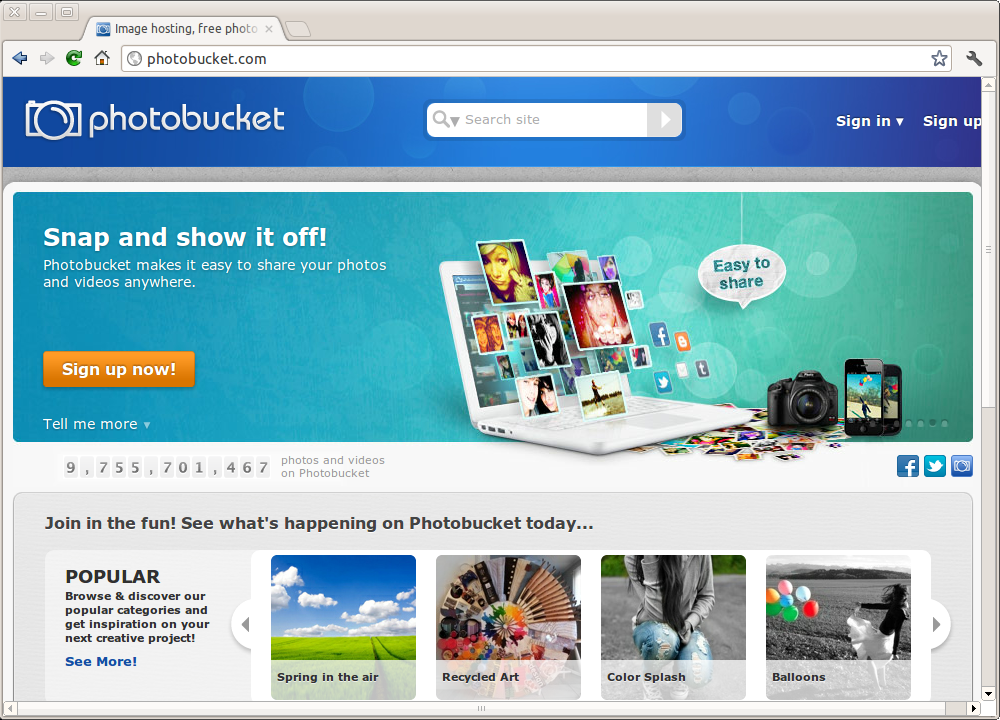 Image hosting, free photo
photobucket.com
photobucket
Search site
Sign in ▾
Sign up
Snap and show it off!
Photobucket makes it easy to share your photos
and videos anywhere.
Easy to
share
Sign up now!
Tell me more ▾
9,755,701,467
photos and videos
on Photobucket
Join in the fun! See what's happening on Photobucket today...
POPULAR
Browse & discover our
popular categories and
get inspiration on your
next creative project!
See More!
Spring in the air
Recycled Art
Color Splash
Balloons